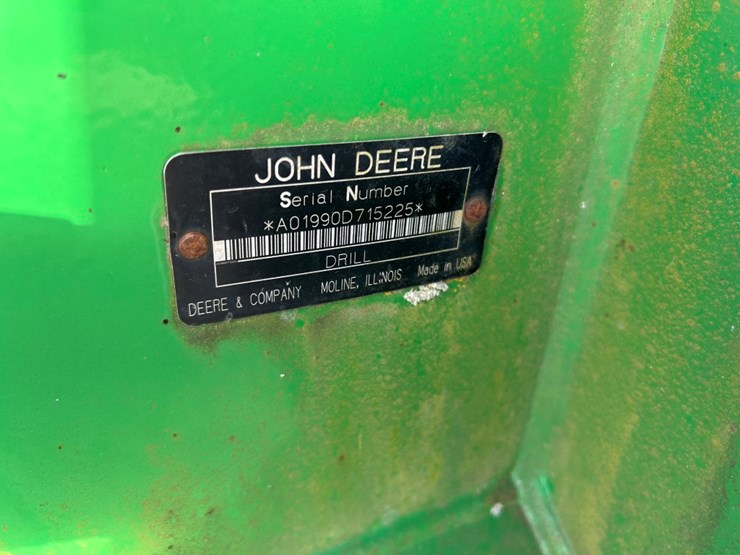 JOHN DEERE
Serial Number
*A01990D715225*
DRILL
DEERE & COMPANY MOLINE, ILLINOIS Made in USA